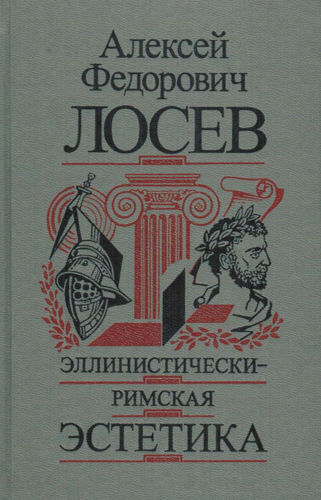 Алексей
Федорович
ЛОСЕВ
ЭЛЛИНИСТИЧЕСКИ-
РИМСКАЯ
ЭСТЕТИКА